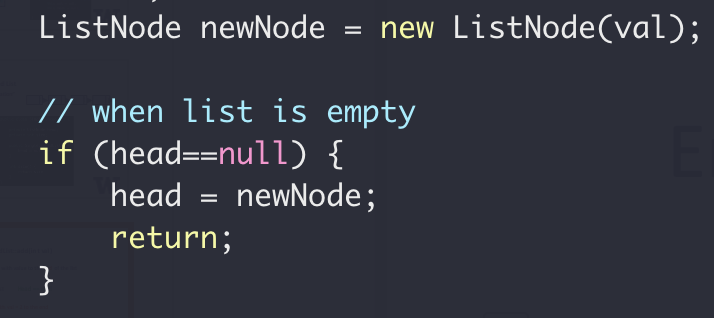 ListNode newNode = new ListNode(val);
// when list is empty
if (head==null) {
    head = newNode;
    return;
}